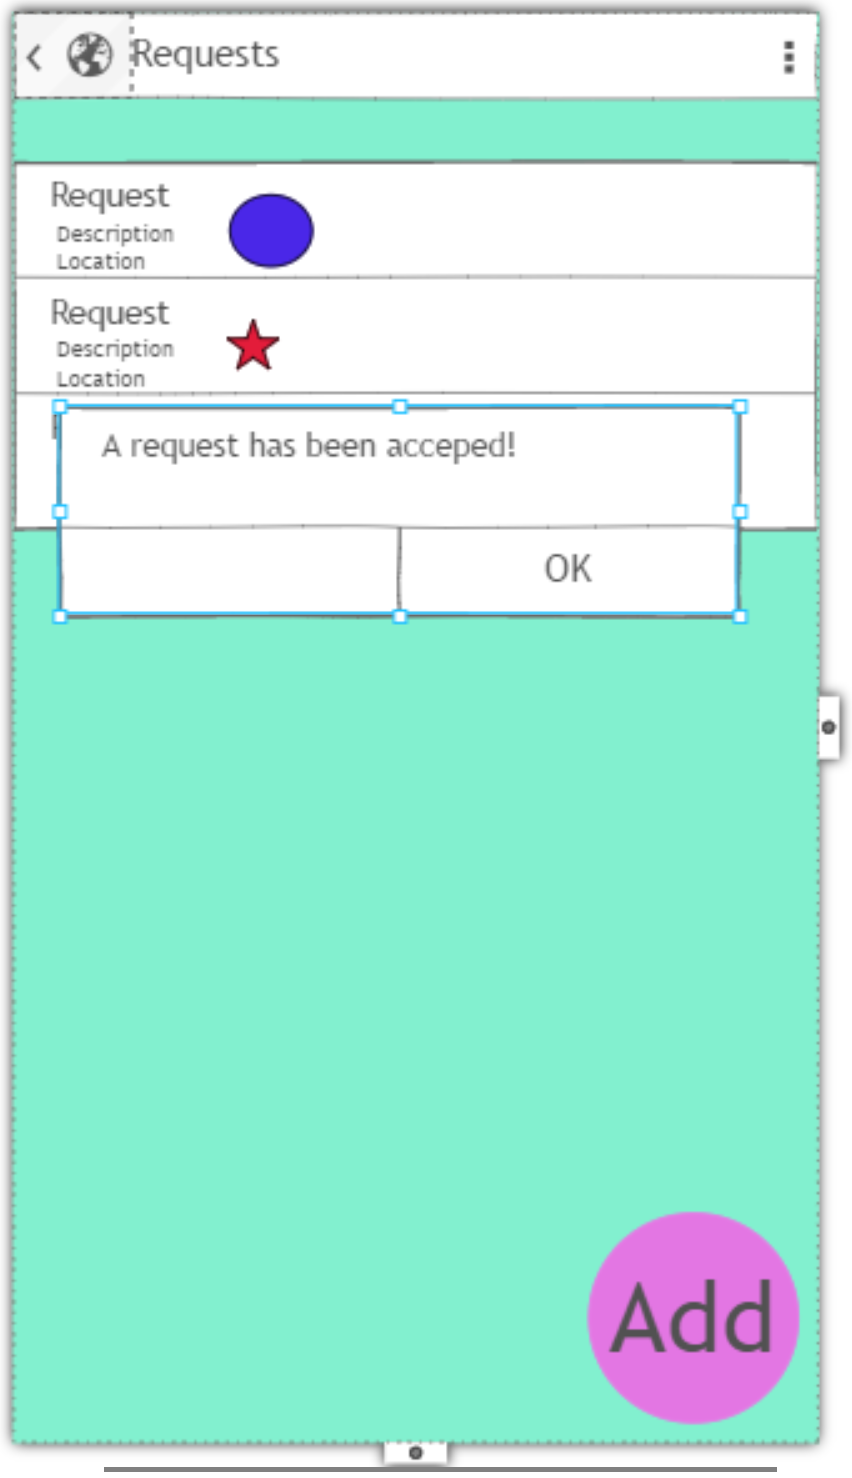 Requests
Request
Description
Location
Request
Description
Location
A request has been acceped!
OK
Add